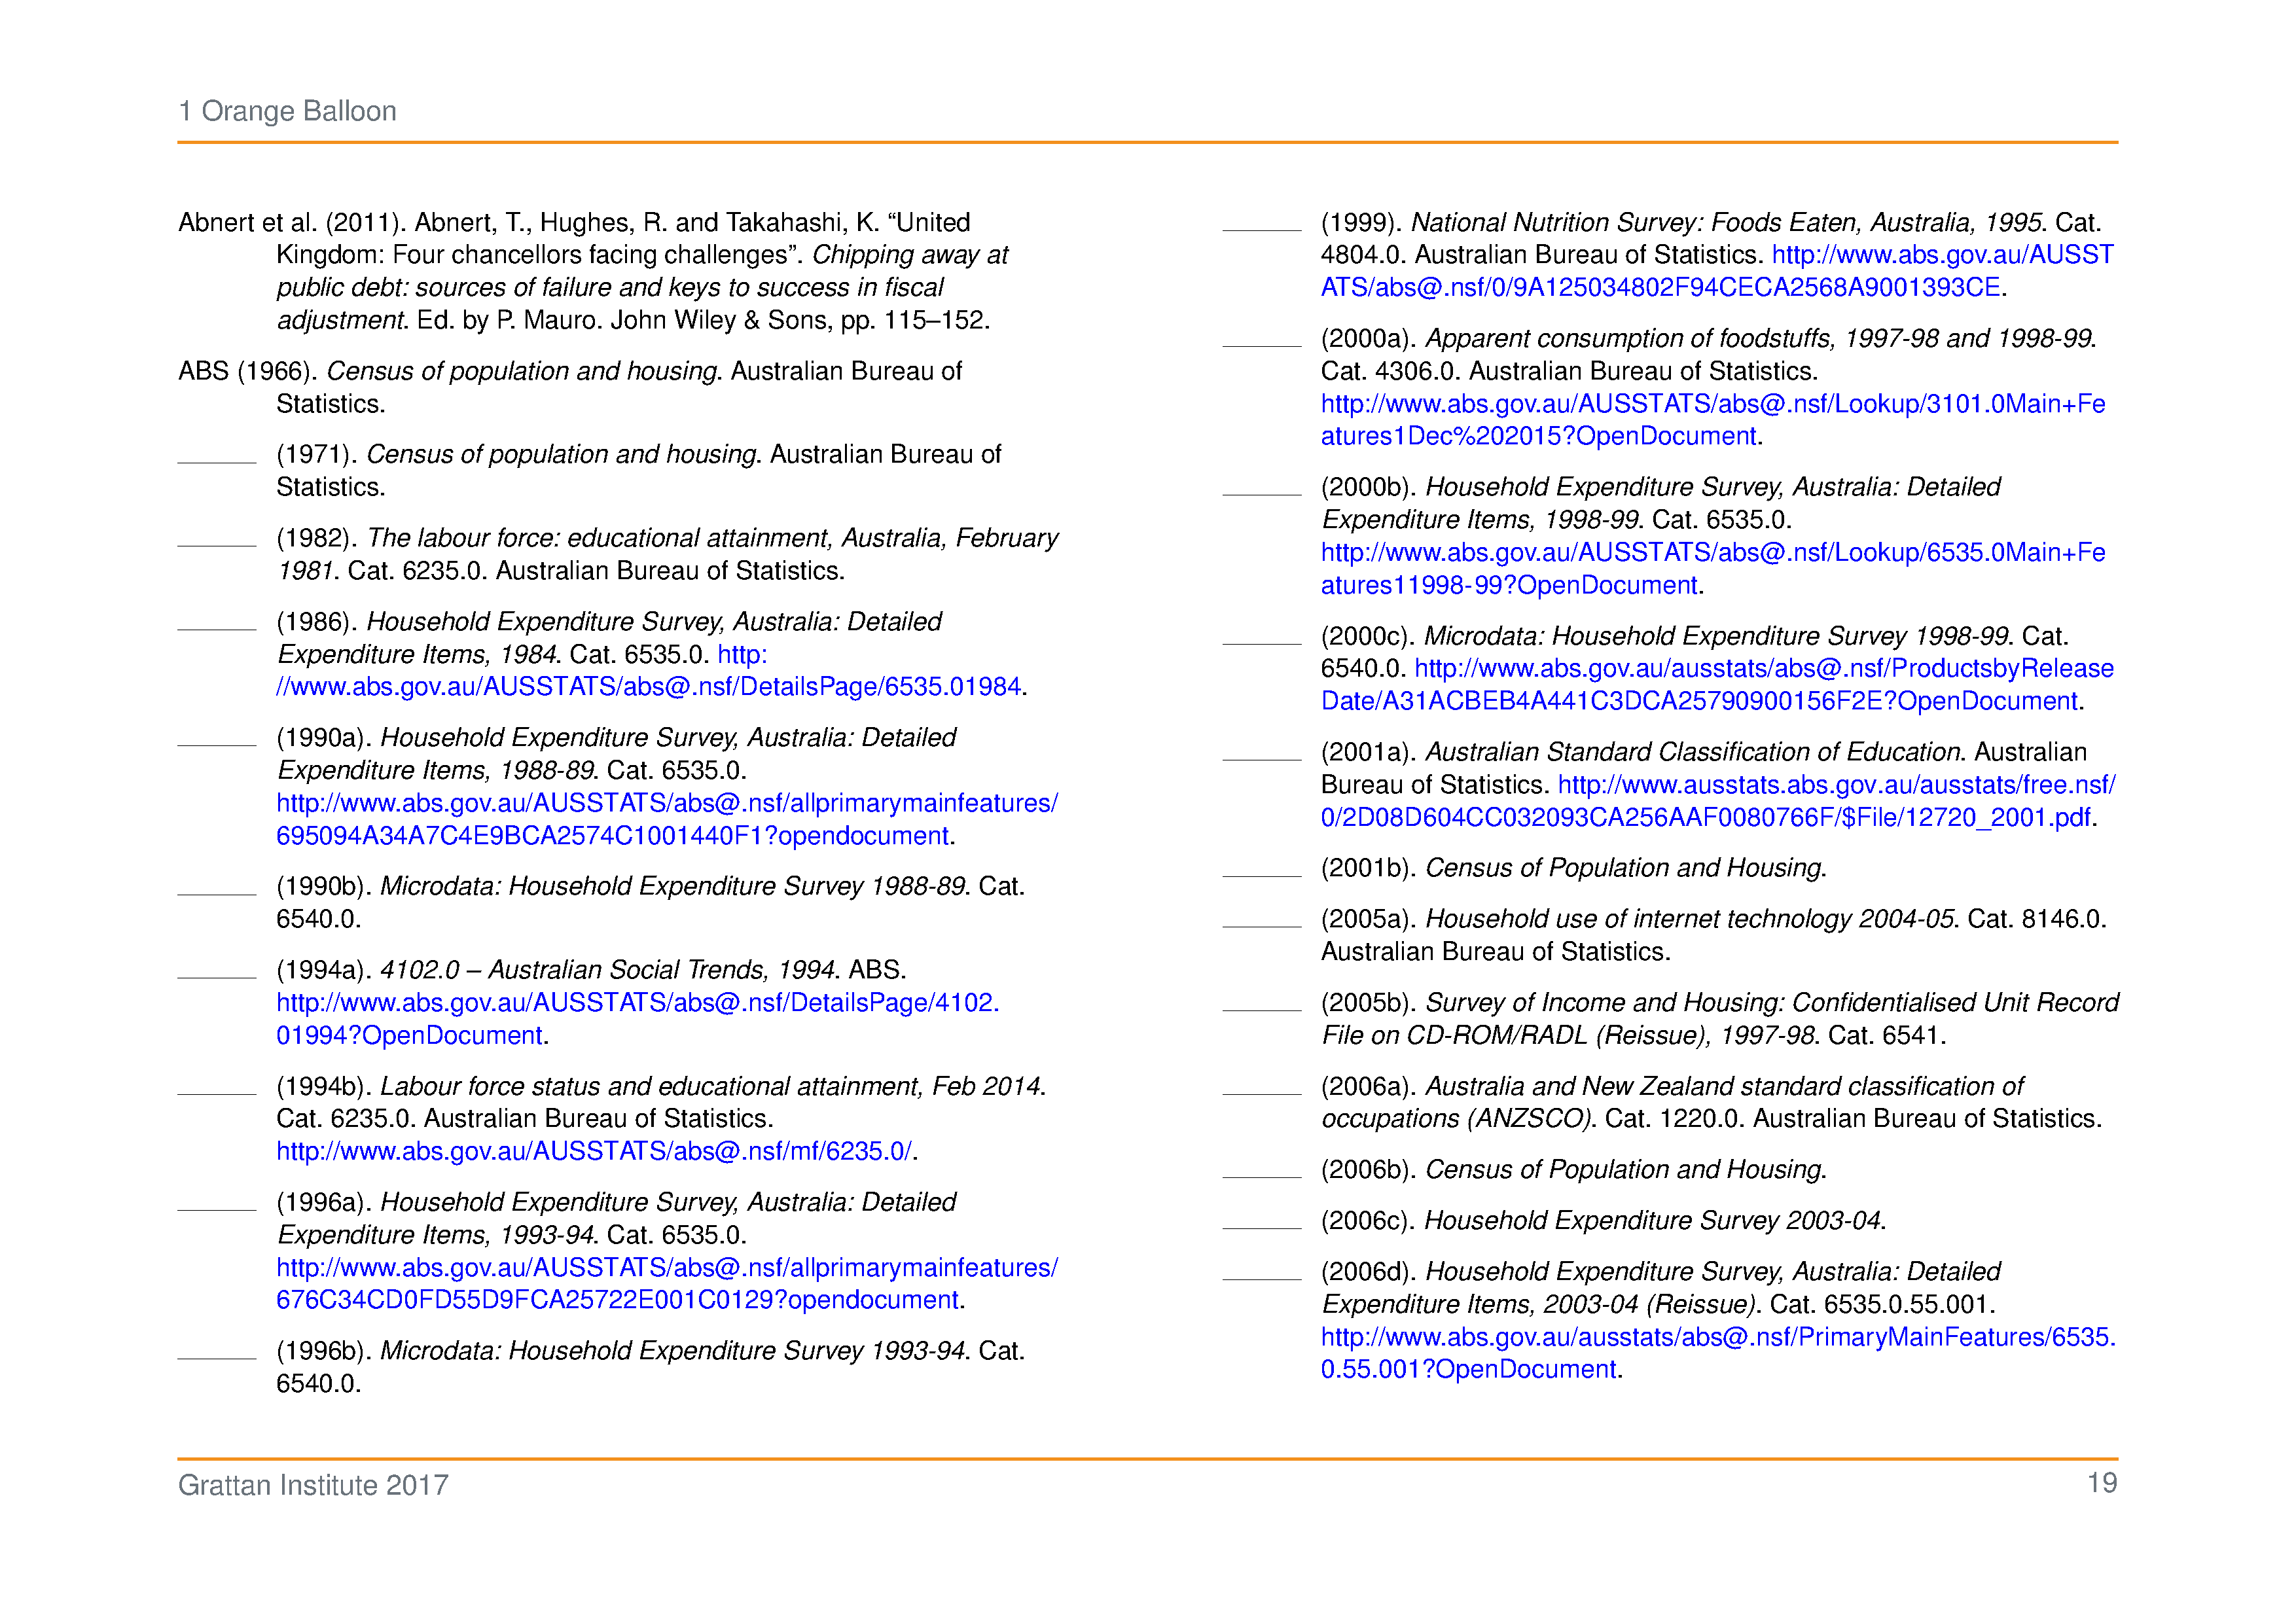 1 Orange Balloon
Abnert et al. (2011). Abnert, T., Hughes, R. and Takahashi, K. “United
Kingdom: Four chancellors facing challenges”. Chipping away at
public debt: sources of failure and keys to success in fiscal
adjustment. Ed. by P. Mauro. John Wiley & Sons, pp. 115–152.
ABS (1966). Census of population and housing. Australian Bureau of
Statistics.
(1971). Census of population and housing. Australian Bureau of
Statistics.
(1982). The labour force: educational attainment, Australia, February
1981. Cat. 6235.0. Australian Bureau of Statistics.
(1986). Household Expenditure Survey, Australia: Detailed
Expenditure Items, 1984. Cat. 6535.0. http:
//www.abs.gov.au/AUSSTATS/abs@.nsf/DetailsPage/6535.01984.
(1990a). Household Expenditure Survey, Australia: Detailed
Expenditure Items, 1988-89. Cat. 6535.0.
http://www.abs.gov.au/AUSSTATS/abs@.nsf/allprimarymainfeatures/
695094A34A7C4E9BCA2574C1001440F1?opendocument.
(1990b). Microdata: Household Expenditure Survey 1988-89. Cat.
6540.0.
(1994a). 4102.0 – Australian Social Trends, 1994. ABS.
http://www.abs.gov.au/AUSSTATS/abs@.nsf/DetailsPage/4102.
01994?OpenDocument.
(1994b). Labour force status and educational attainment, Feb 2014.
Cat. 6235.0. Australian Bureau of Statistics.
http://www.abs.gov.au/AUSSTATS/abs@.nsf/mf/6235.0/.
(1996a). Household Expenditure Survey, Australia: Detailed
Expenditure Items, 1993-94. Cat. 6535.0.
http://www.abs.gov.au/AUSSTATS/abs@.nsf/allprimarymainfeatures/
676C34CD0FD55D9FCA25722E001C0129?opendocument.
(1996b). Microdata: Household Expenditure Survey 1993-94. Cat.
6540.0.
(1999). National Nutrition Survey: Foods Eaten, Australia, 1995. Cat.
4804.0. Australian Bureau of Statistics. http://www.abs.gov.au/AUSST
ATS/abs@.nsf/0/9A125034802F94CECA2568A9001393CE.
(2000a). Apparent consumption of foodstuffs, 1997-98 and 1998-99.
Cat. 4306.0. Australian Bureau of Statistics.
http://www.abs.gov.au/AUSSTATS/abs@.nsf/Lookup/3101.0Main+Fe
atures1Dec%202015?OpenDocument.
(2000b). Household Expenditure Survey, Australia: Detailed
Expenditure Items, 1998-99. Cat. 6535.0.
http://www.abs.gov.au/AUSSTATS/abs@.nsf/Lookup/6535.0Main+Fe
atures11998-99?OpenDocument.
(2000c). Microdata: Household Expenditure Survey 1998-99. Cat.
6540.0. http://www.abs.gov.au/ausstats/abs@.nsf/ProductsbyRelease
Date/A31ACBEB4A441C3DCA25790900156F2E?OpenDocument.
(2001a). Australian Standard Classification of Education. Australian
Bureau of Statistics. http://www.ausstats.abs.gov.au/ausstats/free.nsf/
0/2D08D604CC032093CA256AAF0080766F/$File/12720_2001.pdf.
(2001b). Census of Population and Housing.
(2005a). Household use of internet technology 2004-05. Cat. 8146.0.
Australian Bureau of Statistics.
(2005b). Survey of Income and Housing: Confidentialised Unit Record
File on CD-ROM/RADL (Reissue), 1997-98. Cat. 6541.
(2006a). Australia and New Zealand standard classification of
occupations (ANZSCO). Cat. 1220.0. Australian Bureau of Statistics.
(2006b). Census of Population and Housing.
(2006c). Household Expenditure Survey 2003-04.
(2006d). Household Expenditure Survey, Australia: Detailed
Expenditure Items, 2003-04 (Reissue). Cat. 6535.0.55.001.
http://www.abs.gov.au/ausstats/abs@.nsf/PrimaryMainFeatures/6535.
0.55.001?OpenDocument.
Grattan Institute 2017
19